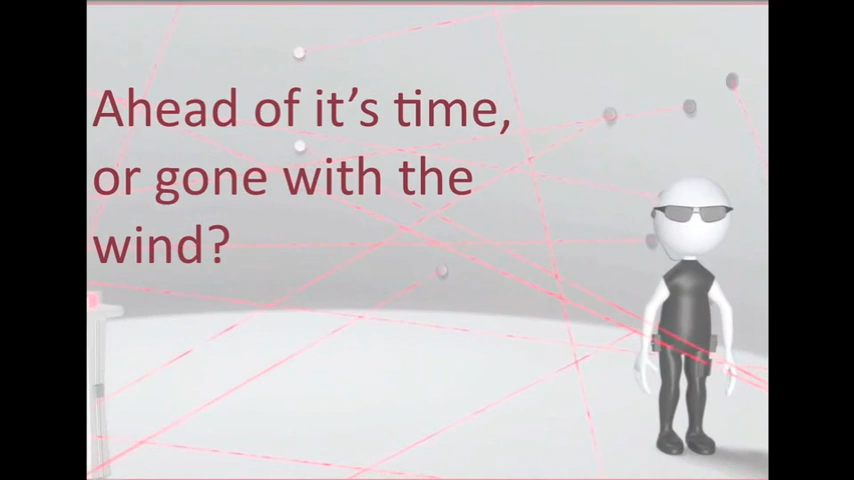 Ahead of it’s time,
or gone with the
wind?